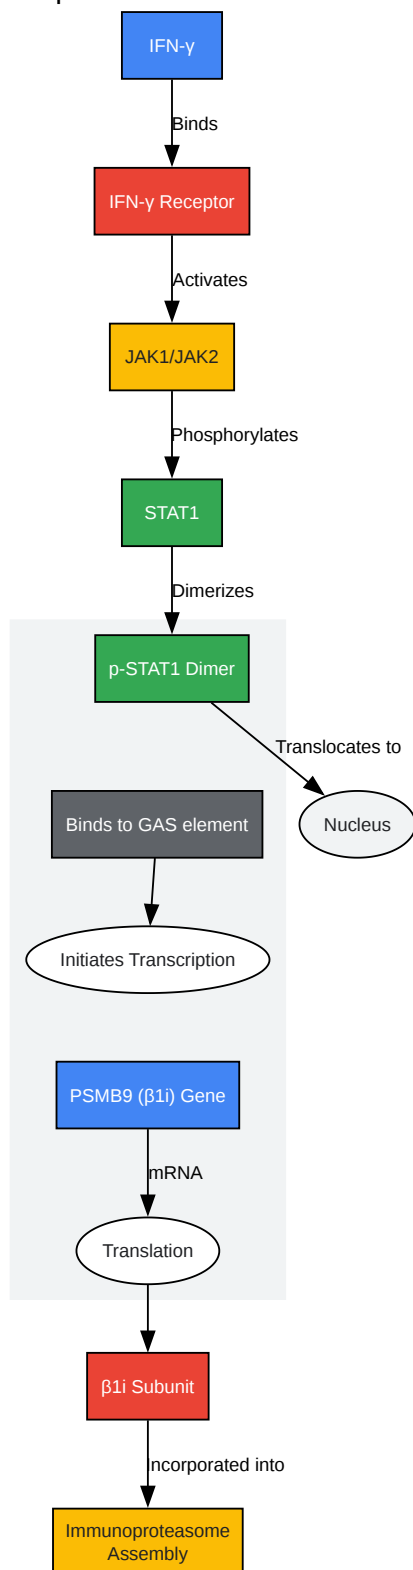 IFN-γ
Binds
IFN-γ Receptor
Activates
JAK1/JAK2
Phosphorylates
STAT1
Dimerizes
p-STAT1 Dimer
Translocates to
Binds to GAS element
Nucleus
Initiates Transcription
PSMB9 (β1i) Gene
mRNA
Translation
β1i Subunit
Incorporated into
Immunoproteasome
Assembly